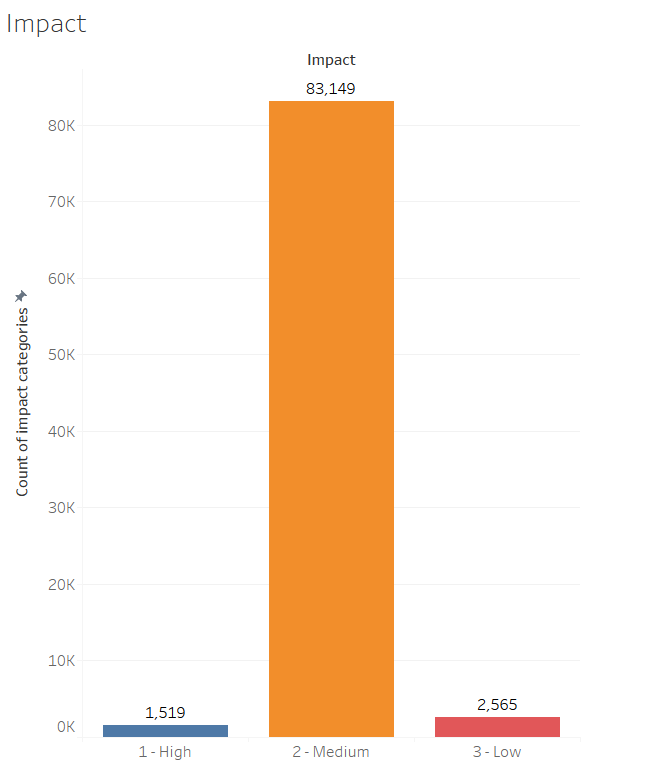 Impact
Impact
83,149
80K
70K
60K
50K
40K
30K
20K
10K
0K
Count of impact categories
1,519
2,565
1 - High
2 - Medium
3 - Low